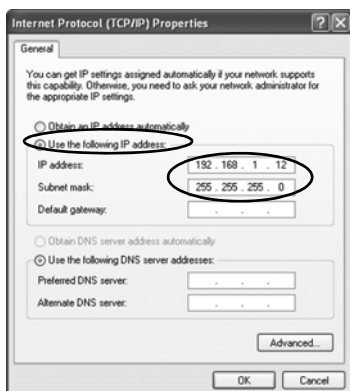 Internet Protocol (TCP/IP) Properties
General
You can get IP settings assigned automatically if your network supports
this capability. Otherwise, you need to ask your network administrator for
the appropriate IP settings.
Obtain an IP address automatically
Use the following IP address:
IP address: 192 . 168 . 1 . 12
Subnet mask: 255 . 255 . 255 . 0
Default gateway: . . .
Obtain DNS server address automatically
Use the following DNS server addresses:
Preferred DNS server: . . .
Alternate DNS server: . . .
Advanced...
OK Cancel